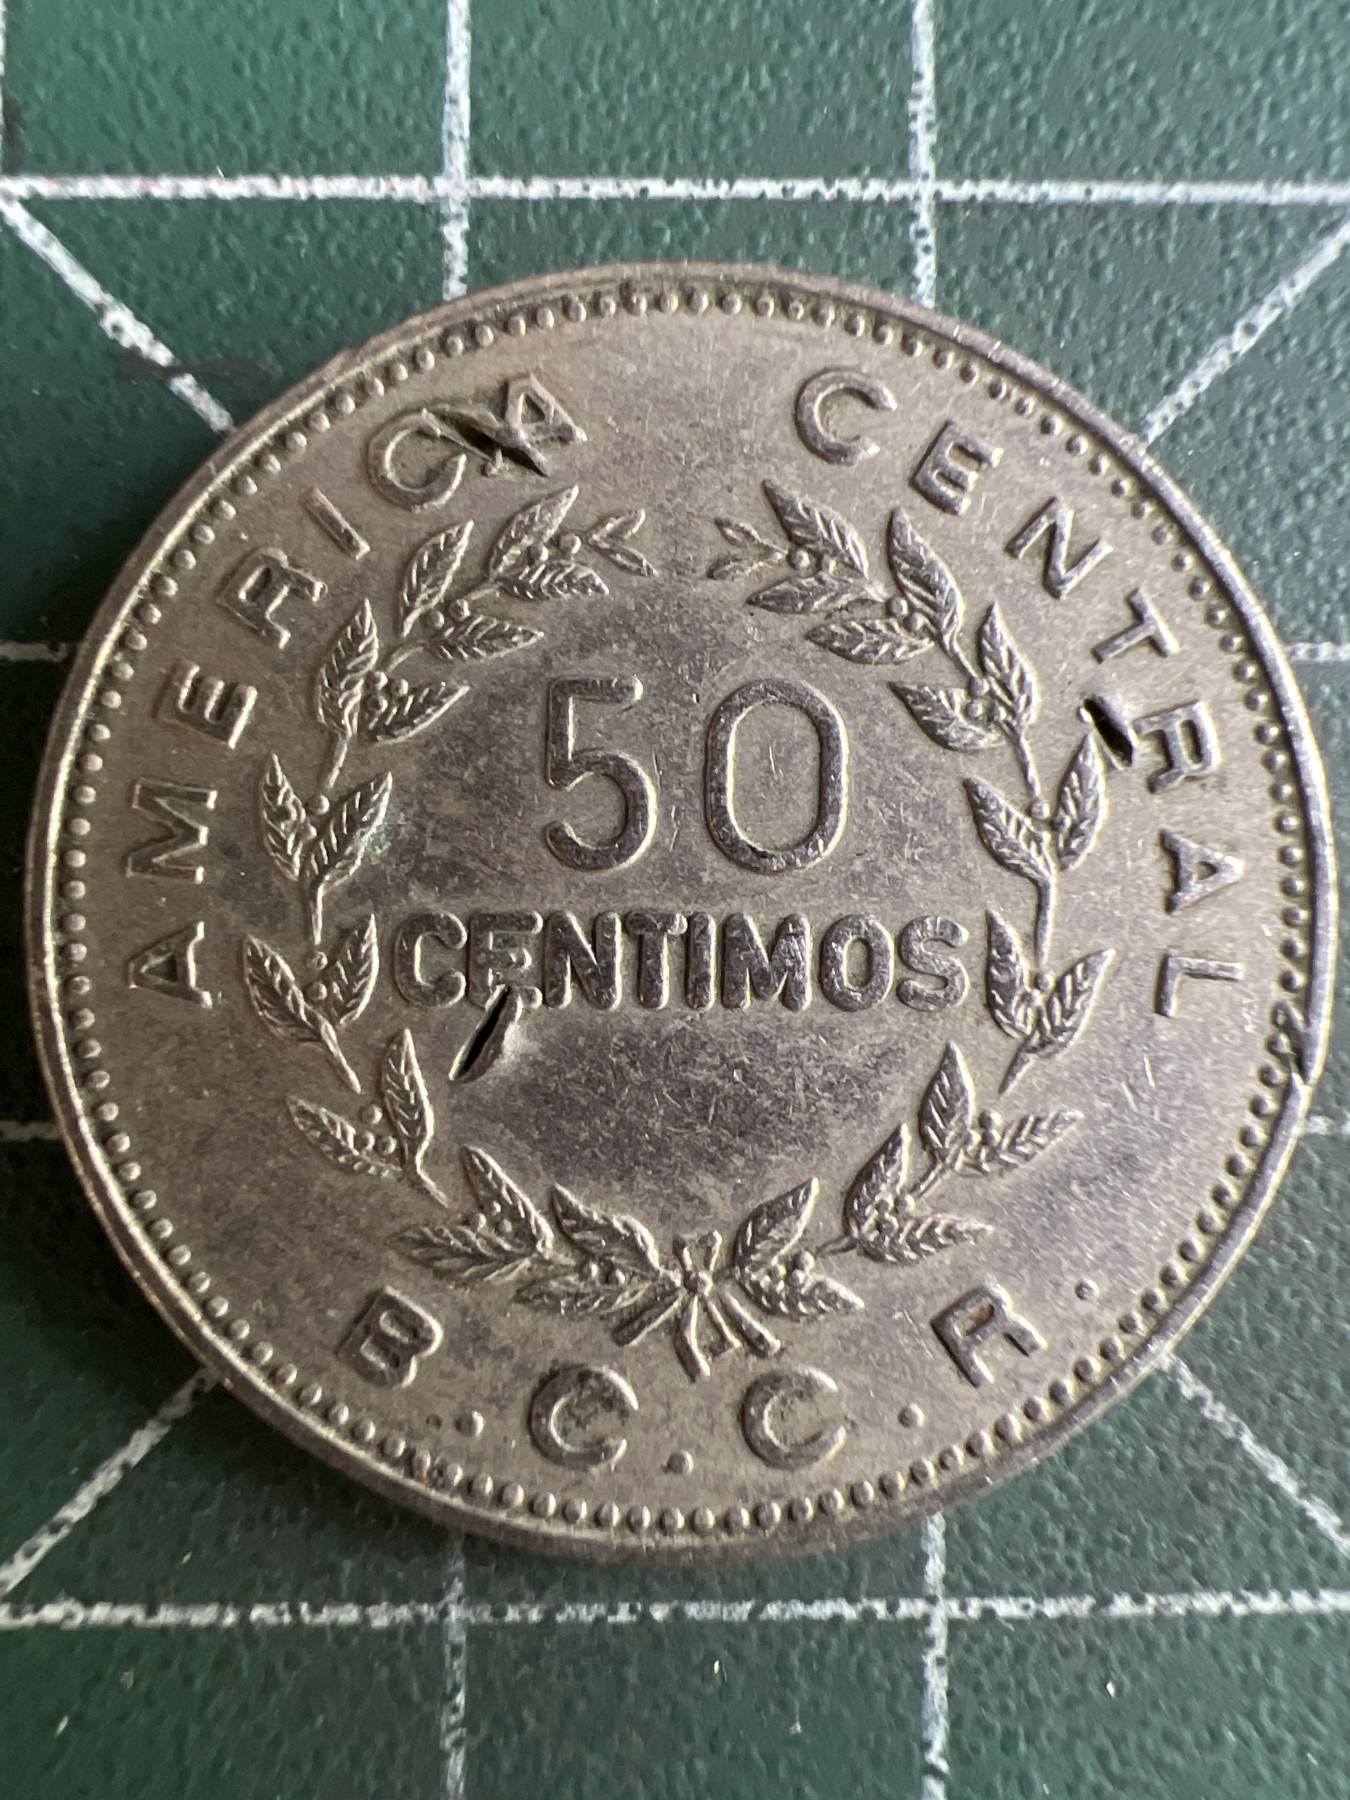 AMERICA CENTRAL
50
CENTIMOS
B.C.C.R.